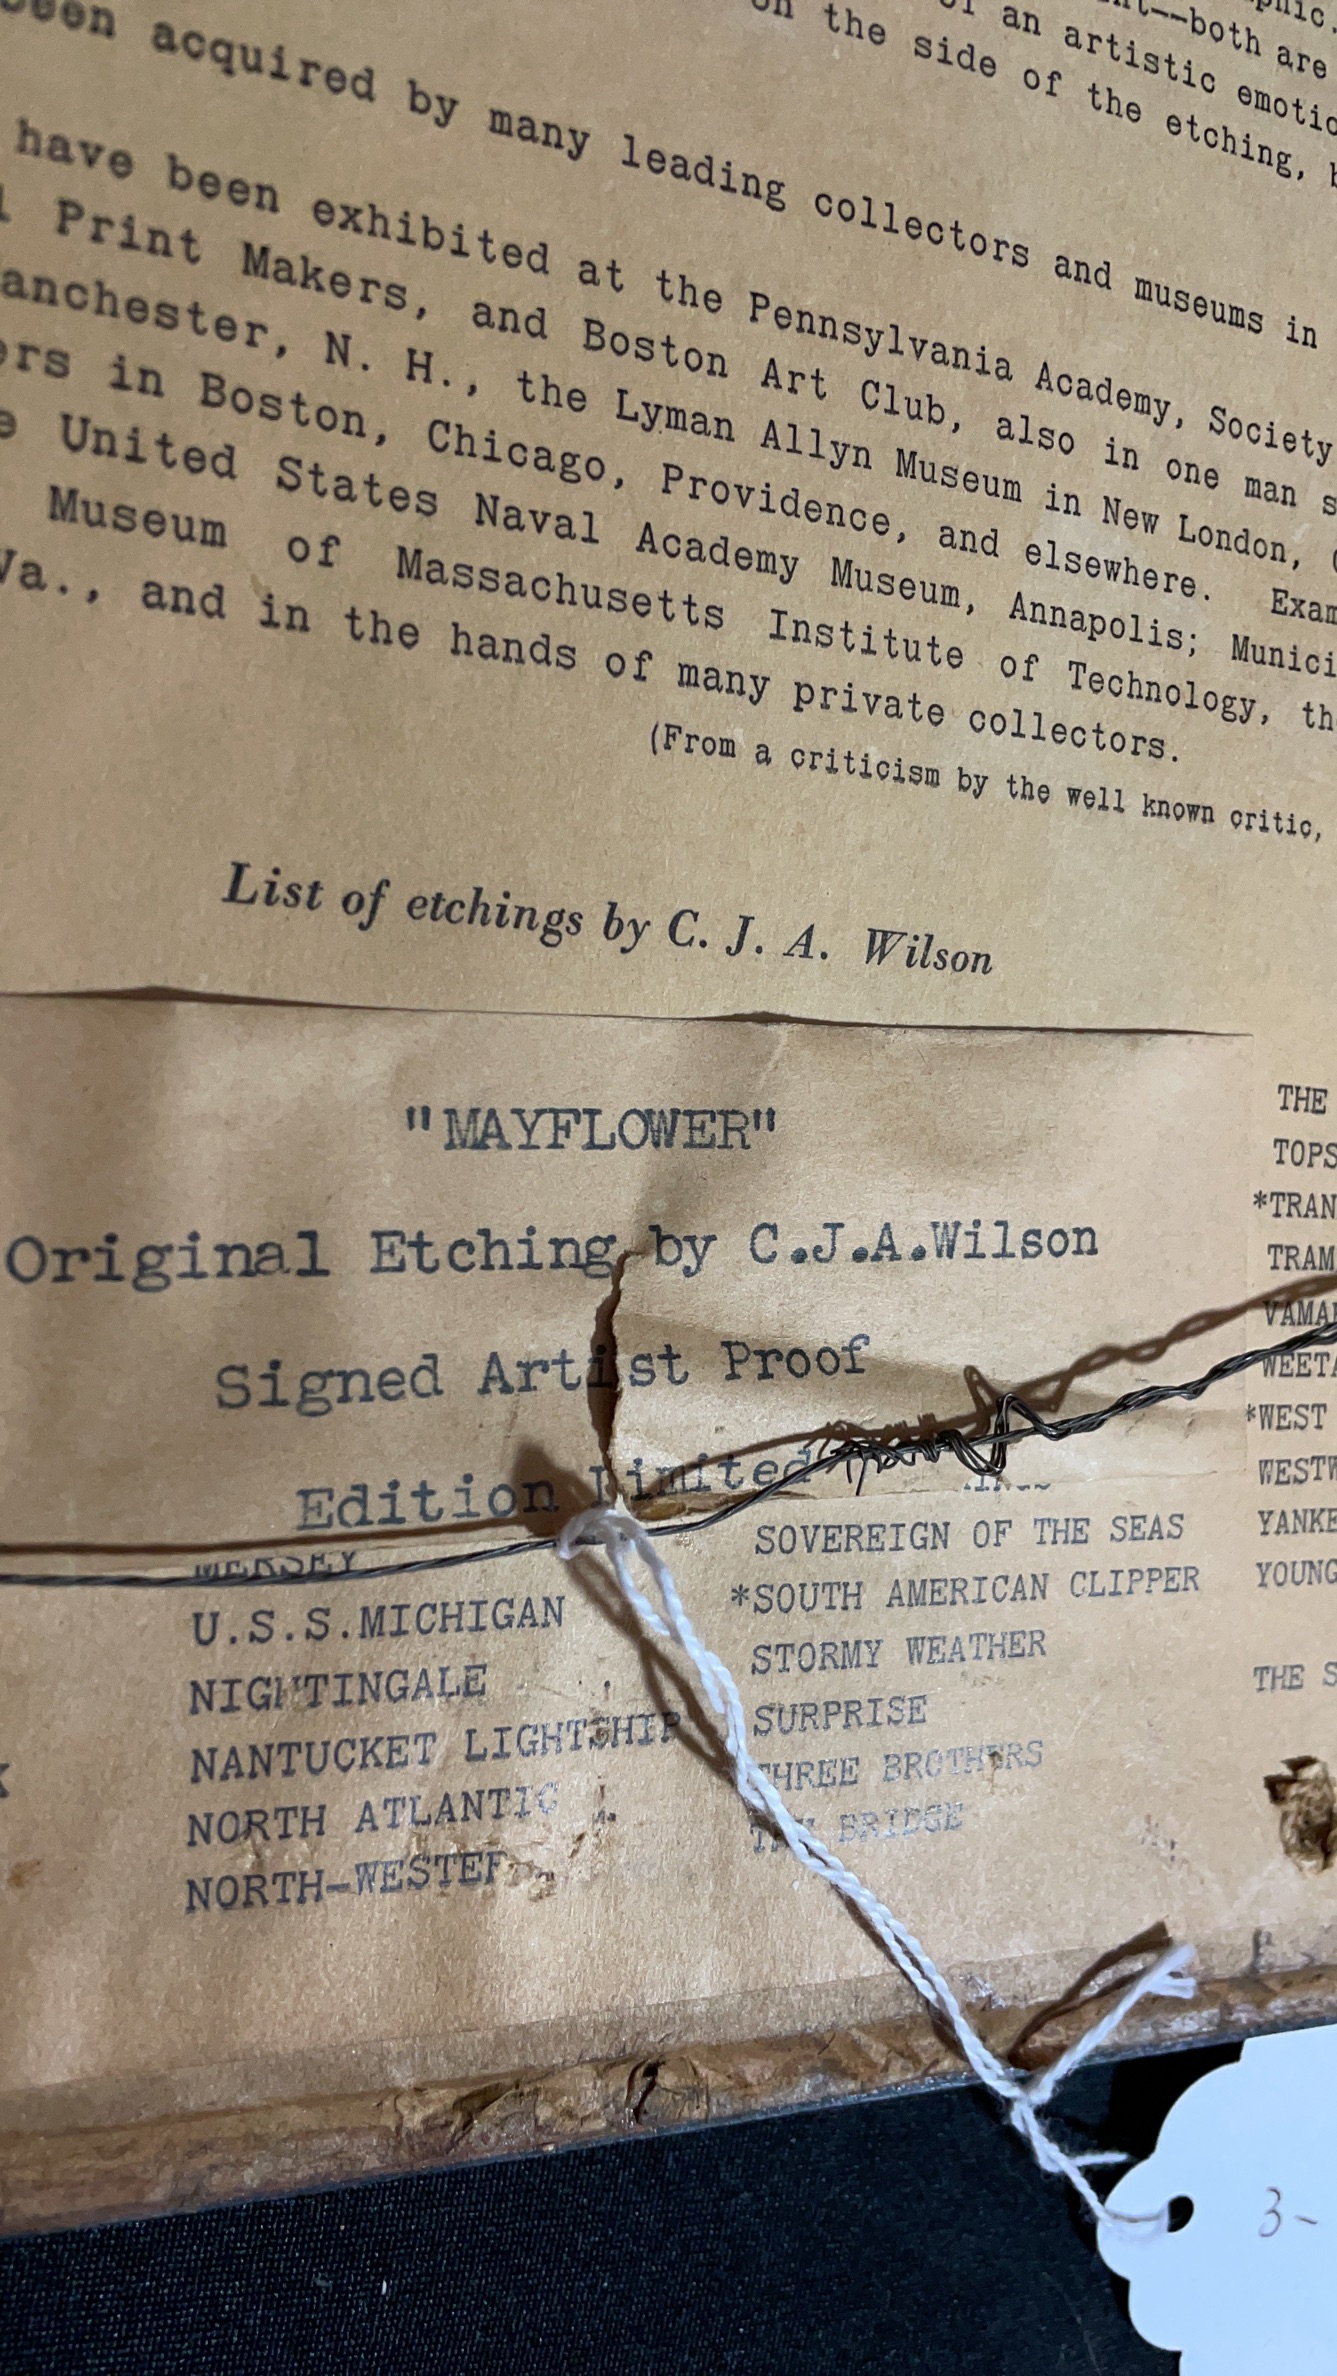 both are
an artistic
on the side of the etching,
acquired by many leading collectors and museums in
have been exhibited at the Pennsylvania Academy, Society
Print Makers, and Boston Art Club, also in one man
anchester, N. H., the Lyman Allyn Museum in New London,
ers in Boston, Chicago, Providence, and elsewhere. Exam
United States Naval Academy Museum, Annapolis; Munici
Museum of Massachusetts Institute of Technology, th
Va., and in the hands of many private collectors.
(From a criticism by the well known critic,
List of etchings by C. J. A. Wilson
"MAYFLOWER"
Original Etching by C.J.A.Wilson
Signed Artist Proof
Edition Limited
MERSEY
U.S.S.MICHIGAN
NIGHTINGALE
NANTUCKET LIGHTSHIP
NORTH ATLANTIC
NORTH-WESTER
SOVEREIGN OF THE SEAS
*SOUTH AMERICAN CLIPPER
STORMY WEATHER
SURPRISE
THREE BROTHERS
BRIDGE
THE
TOPS
*TRAN
TRAM
VAMA
WEETA
*WEST
WESTW
YANKE
YOUNG
THE S
3-